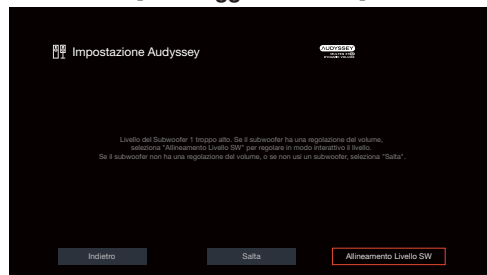 Impostazione Audyssey
AUDYSSEY
Livello del Subwoofer 1 troppo alto. Se il subwoofer ha una regolazione del volume,
seleziona "Allineamento Livello SW" per regolare in modo interattivo il livello.
Se il subwoofer non ha una regolazione del volume, o se non usi un subwoofer, seleziona "Salta".
Indietro
Salta
Allineamento Livello SW